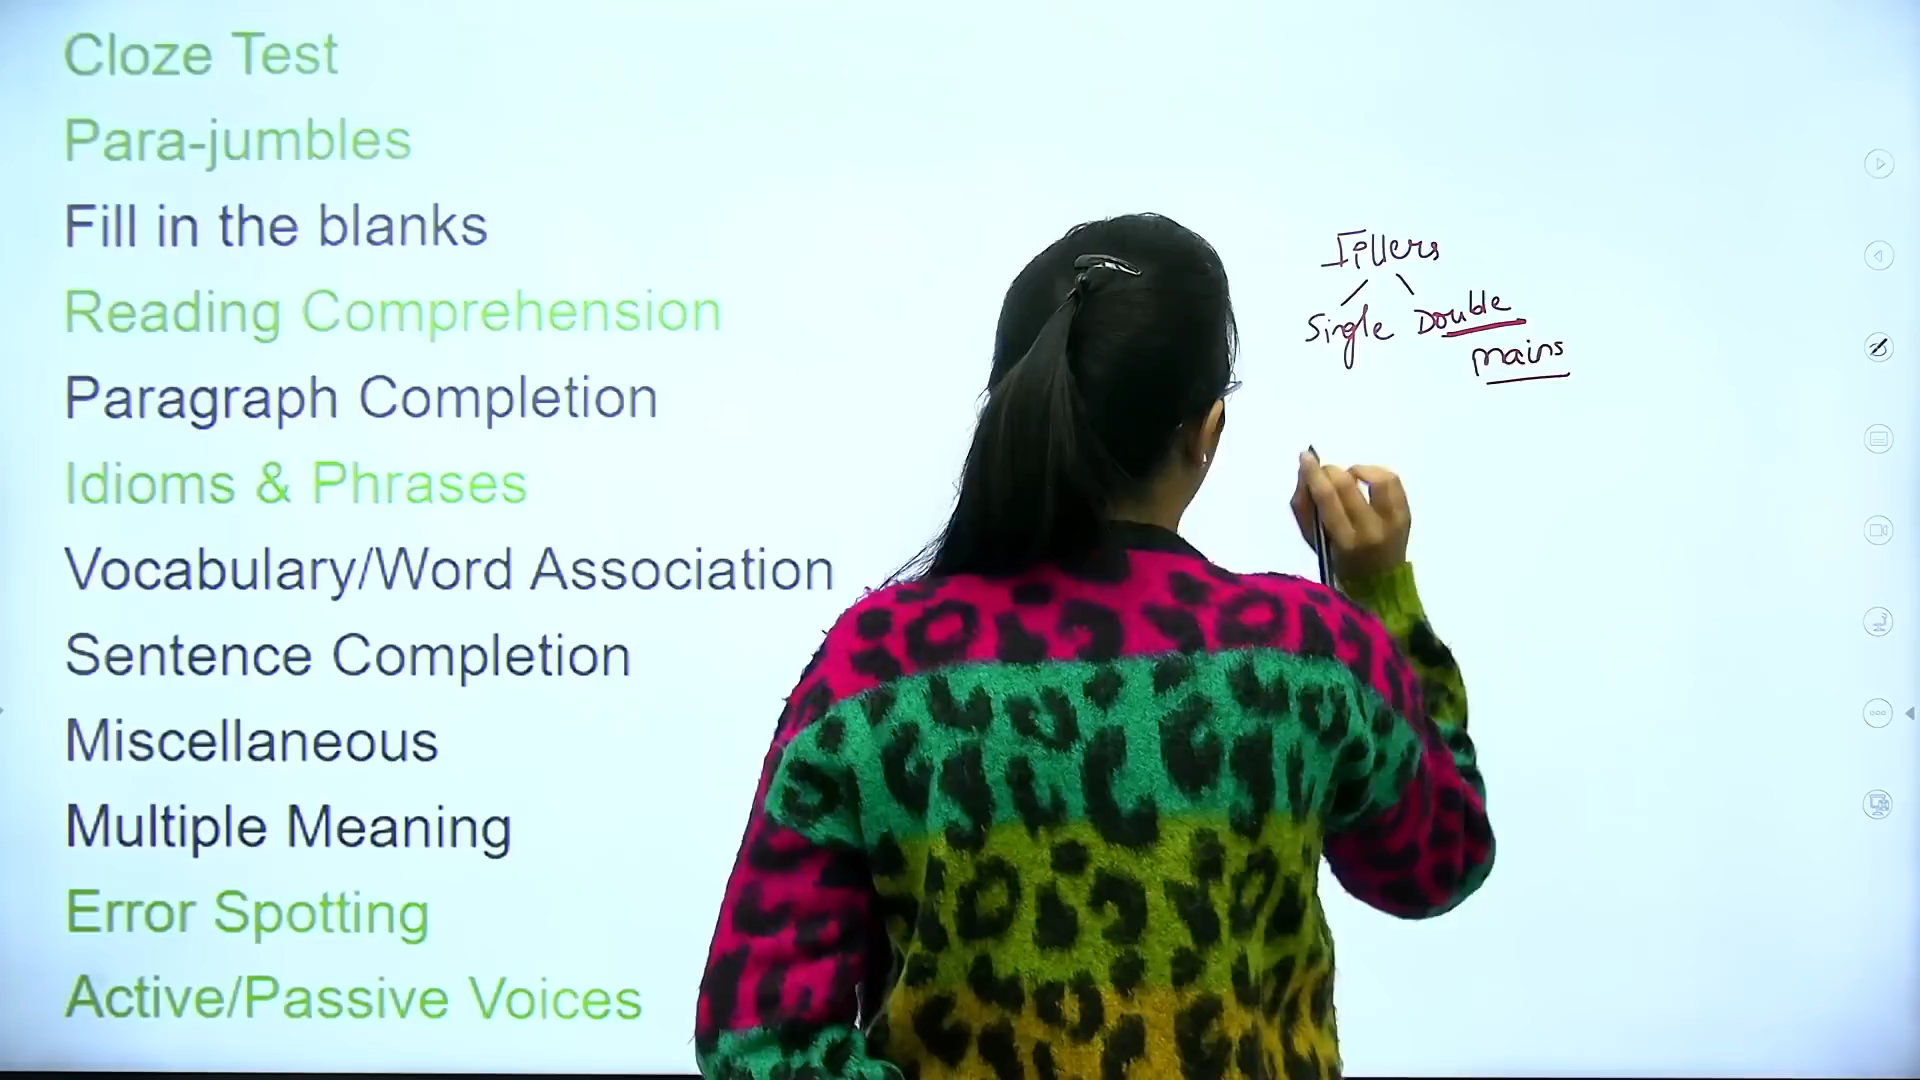 Cloze Test
Para-jumbles
Fill in the blanks
Reading Comprehension
Paragraph Completion
Idioms & Phrases
Vocabulary/Word Association
Sentence Completion
Miscellaneous
Multiple Meaning
Error Spotting
Active/Passive Voices
Fillers
Single Double
mains